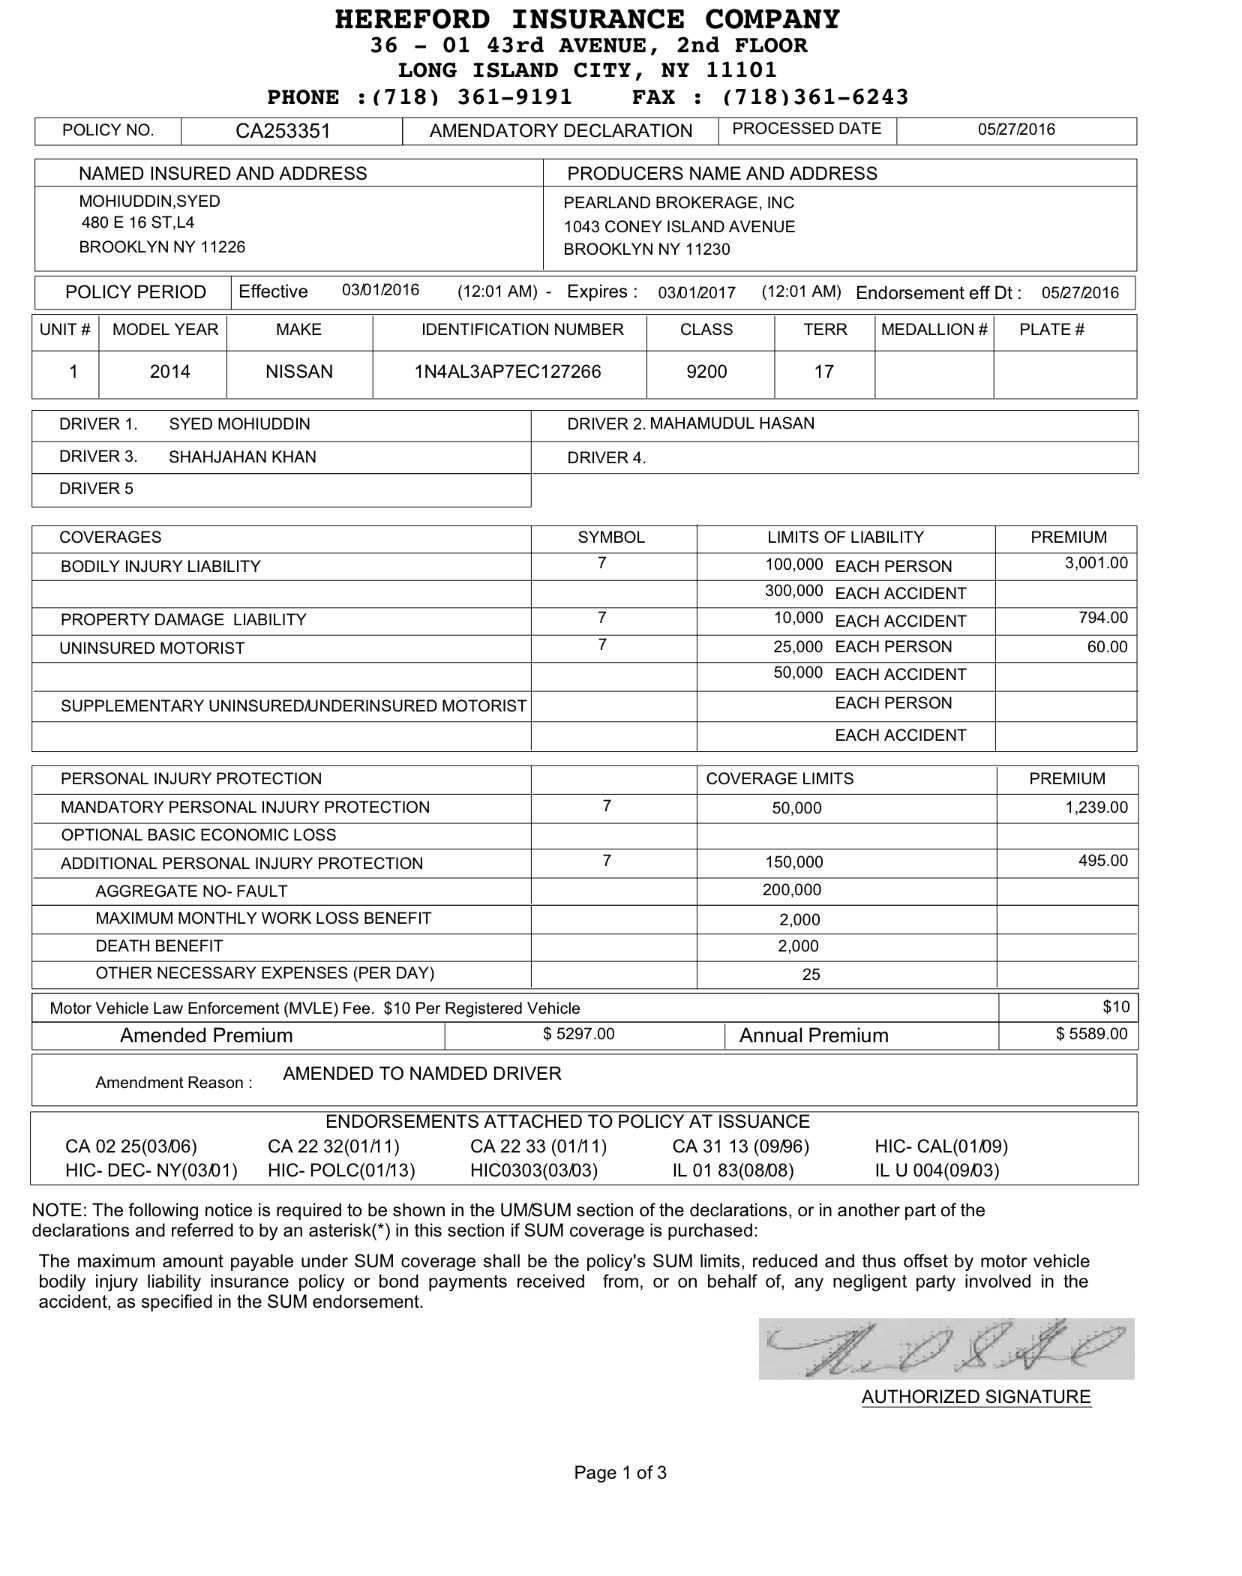 HEREFORD INSURANCE COMPANY
36 - 01 43rd AVENUE, 2nd FLOOR
LONG ISLAND CITY, NY 11101
PHONE :(718) 361-9191 FAX : (718)361-6243
POLICY NO. CA253351 AMENDATORY DECLARATION PROCESSED DATE 05/27/2016
NAMED INSURED AND ADDRESS PRODUCERS NAME AND ADDRESS
MOHIUDDIN,SYED PEARLAND BROKERAGE, INC
480 E 16 ST,L4 1043 CONEY ISLAND AVENUE
BROOKLYN NY 11226 BROOKLYN NY 11230
POLICY PERIOD Effective 03/01/2016 (12:01 AM) - Expires : 03/01/2017 (12:01 AM) Endorsement eff Dt : 05/27/2016
UNIT # MODEL YEAR MAKE IDENTIFICATION NUMBER CLASS TERR MEDALLION # PLATE #
1 2014 NISSAN 1N4AL3AP7EC127266 9200 17
DRIVER 1. SYED MOHIUDDIN DRIVER 2. MAHAMUDUL HASAN
DRIVER 3. SHAHJAHAN KHAN DRIVER 4.
DRIVER 5
COVERAGES SYMBOL LIMITS OF LIABILITY PREMIUM
BODILY INJURY LIABILITY 7 100,000 EACH PERSON 3,001.00
300,000 EACH ACCIDENT
PROPERTY DAMAGE LIABILITY 7 10,000 EACH ACCIDENT 794.00
UNINSURED MOTORIST 7 25,000 EACH PERSON 60.00
50,000 EACH ACCIDENT
SUPPLEMENTARY UNINSURED/UNDERINSURED MOTORIST EACH PERSON
EACH ACCIDENT
PERSONAL INJURY PROTECTION COVERAGE LIMITS PREMIUM
MANDATORY PERSONAL INJURY PROTECTION 7 50,000 1,239.00
OPTIONAL BASIC ECONOMIC LOSS
ADDITIONAL PERSONAL INJURY PROTECTION 7 150,000 495.00
AGGREGATE NO- FAULT 200,000
MAXIMUM MONTHLY WORK LOSS BENEFIT 2,000
DEATH BENEFIT 2,000
OTHER NECESSARY EXPENSES (PER DAY) 25
Motor Vehicle Law Enforcement (MVLE) Fee. $10 Per Registered Vehicle $10
Amended Premium $ 5297.00 Annual Premium $ 5589.00
Amendment Reason : AMENDED TO NAMDED DRIVER
ENDORSEMENTS ATTACHED TO POLICY AT ISSUANCE
CA 02 25(03/06) CA 22 32(01/11) CA 22 33 (01/11) CA 31 13 (09/96) HIC- CAL(01/09)
HIC- DEC- NY(03/01) HIC- POLC(01/13) HIC0303(03/03) IL 01 83(08/08) IL U 004(09/03)
NOTE: The following notice is required to be shown in the UM/SUM section of the declarations, or in another part of the
declarations and referred to by an asterisk(*) in this section if SUM coverage is purchased:
The maximum amount payable under SUM coverage shall be the policy's SUM limits, reduced and thus offset by motor vehicle
bodily injury liability insurance policy or bond payments received from, or on behalf of, any negligent party involved in the
accident, as specified in the SUM endorsement.
AUTHORIZED SIGNATURE
Page 1 of 3